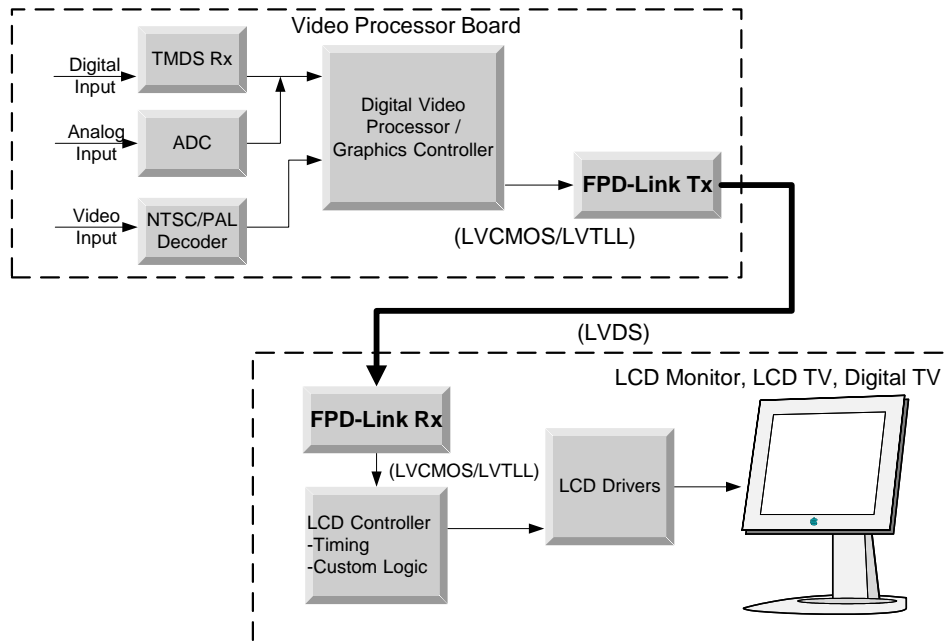 Video Processor Board
Digital
Input
TMDS Rx
Analog
Input
ADC
Video
Input
NTSC/PAL
Decoder
Digital Video
Processor /
Graphics Controller
FPD-Link Tx
(LVCMOS/LVTLL)
(LVDS)
LCD Monitor, LCD TV, Digital TV
FPD-Link Rx
(LVCMOS/LVTLL)
LCD Controller
-Timing
-Custom Logic
LCD Drivers